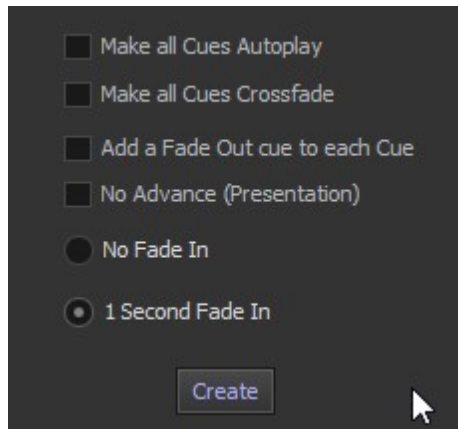 Make all Cues Autoplay
Make all Cues Crossfade
Add a Fade Out cue to each Cue
No Advance (Presentation)
No Fade In
1 Second Fade In
Create